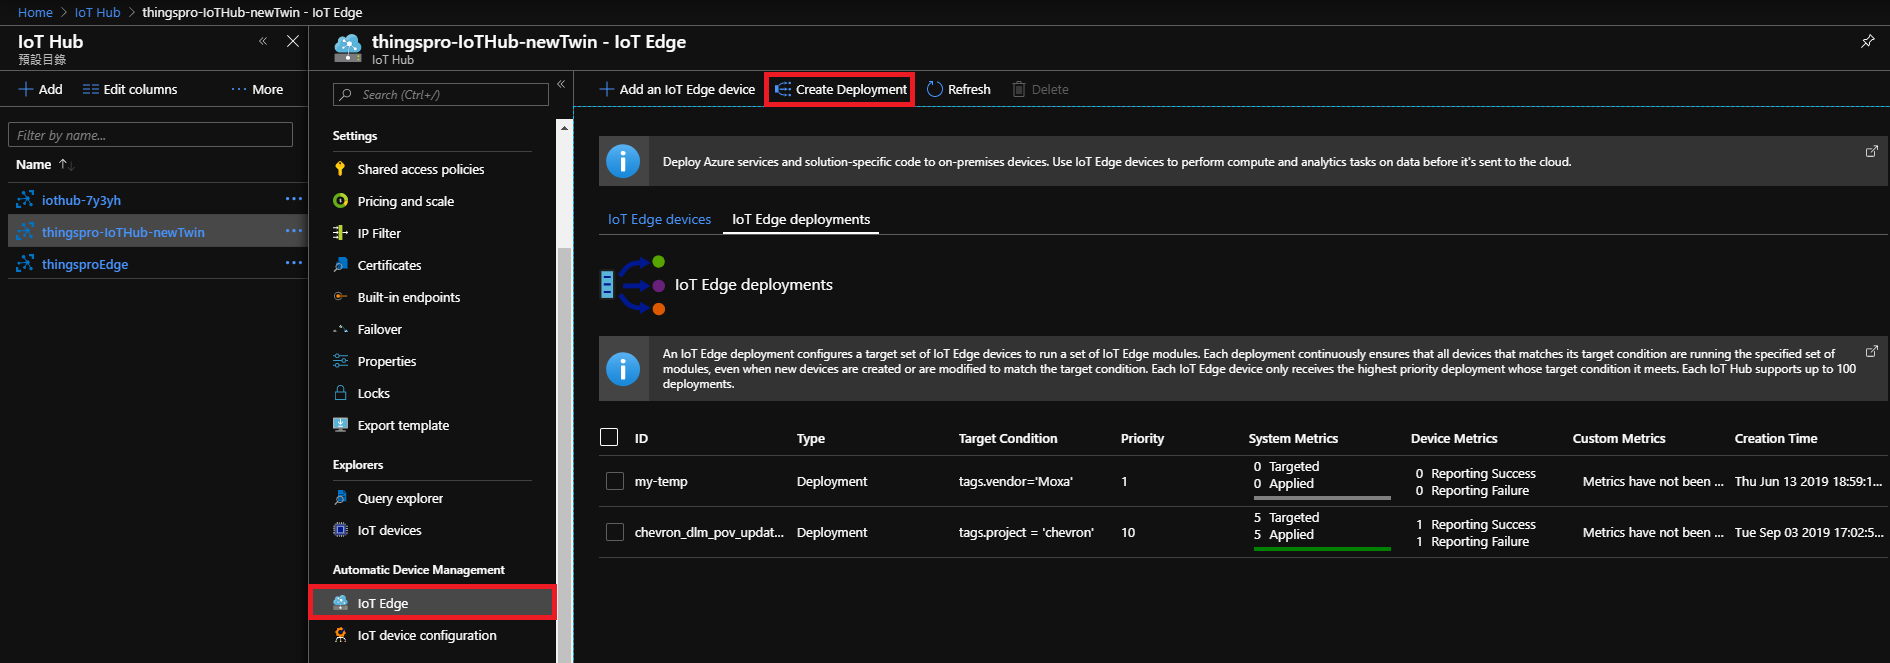 Home > IoT Hub > thingspro-IoTHub-newTwin - IoT Edge
IoT Hub
預設目錄
Add
Edit columns
More
Filter by name...
Name
iothub-7y3yh
thingspro-IoTHub-newTwin
thingsproEdge
thingspro-IoTHub-newTwin - IoT Edge
IoT Hub
Search (Ctrl+/)
Settings
Shared access policies
Pricing and scale
IP Filter
Certificates
Built-in endpoints
Failover
Properties
Locks
Export template
Explorers
Query explorer
IoT devices
Automatic Device Management
IoT Edge
IoT device configuration
Add an IoT Edge device
Create Deployment
Refresh
Delete
Deploy Azure services and solution-specific code to on-premises devices. Use IoT Edge devices to perform compute and analytics tasks on data before it's sent to the cloud.
IoT Edge devices
IoT Edge deployments
IoT Edge deployments
An IoT Edge deployment configures a target set of IoT Edge devices to run a set of IoT Edge modules. Each deployment continuously ensures that all devices that matches its target condition are running the specified set of
modules, even when new devices are created or are modified to match the target condition. Each IoT Edge device only receives the highest priority deployment whose target condition it meets. Each IoT Hub supports up to 100
deployments.
ID Type Target Condition Priority System Metrics Device Metrics Custom Metrics Creation Time
my-temp Deployment tags.vendor='Moxa' 1
0 Targeted
0 Applied
0 Reporting Success
0 Reporting Failure
Metrics have not been ... Thu Jun 13 2019 18:59:1...
chevron_dlm_pov_updat... Deployment tags.project = 'chevron' 10
5 Targeted
5 Applied
1 Reporting Success
1 Reporting Failure
Metrics have not been ... Tue Sep 03 2019 17:02:5...